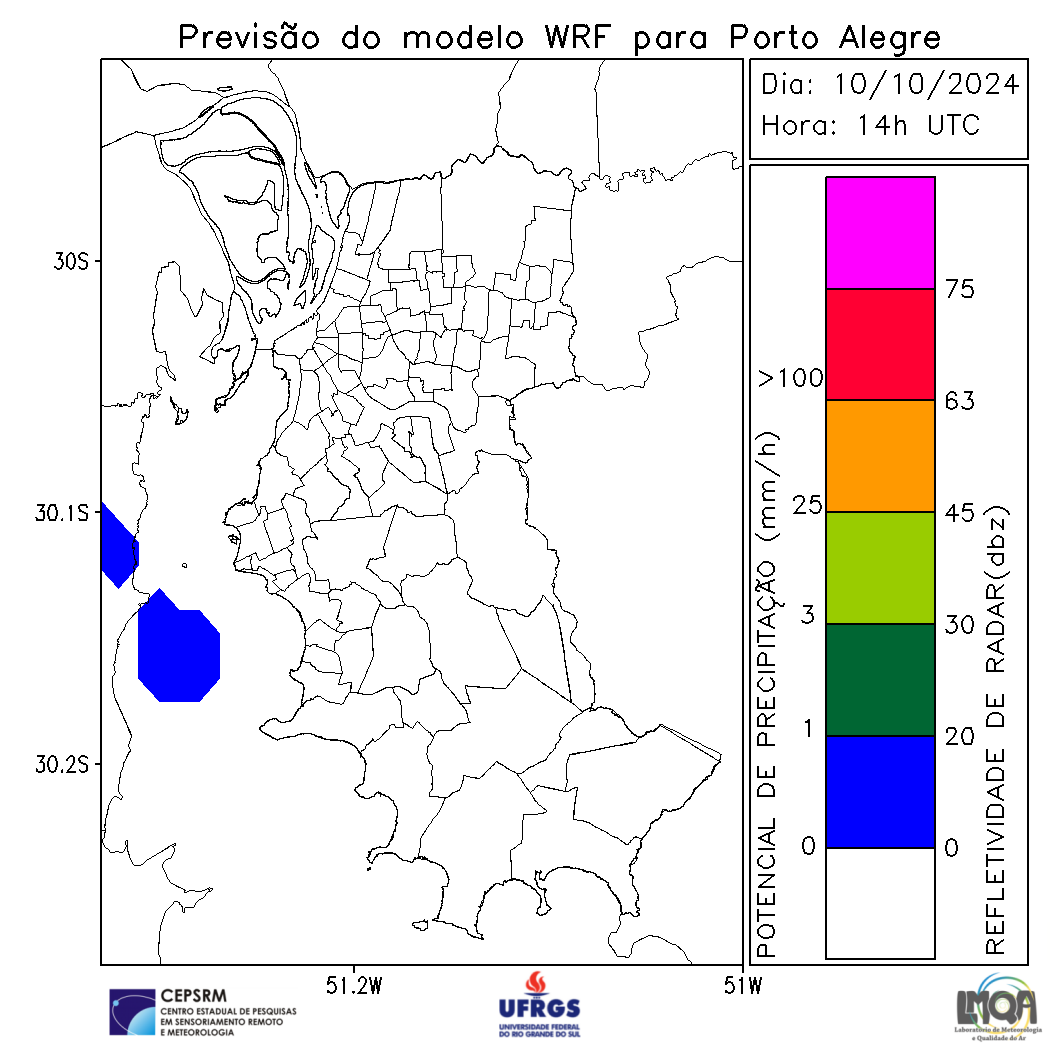 Previsão do modelo WRF para Porto Alegre
Dia: 10/10/2024
Hora: 14h UTC
30S
30.1S
30.2S
51.2W
51W
POTENCIAL DE PRECIPITAÇÃO (mm/h)
>100
25
3
1
0
75
63
45
30
20
0
REFLETIVIDADE DE RADAR(dbz)
CEPSRM
CENTRO ESTADUAL DE PESQUISAS
EM SENSORIAMENTO REMOTO
E METEOROLOGIA
UFRGS
UNIVERSIDADE FEDERAL
DO RIO GRANDE DO SUL
LMQA
Laboratório de Meteorologia
e Qualidade do Ar